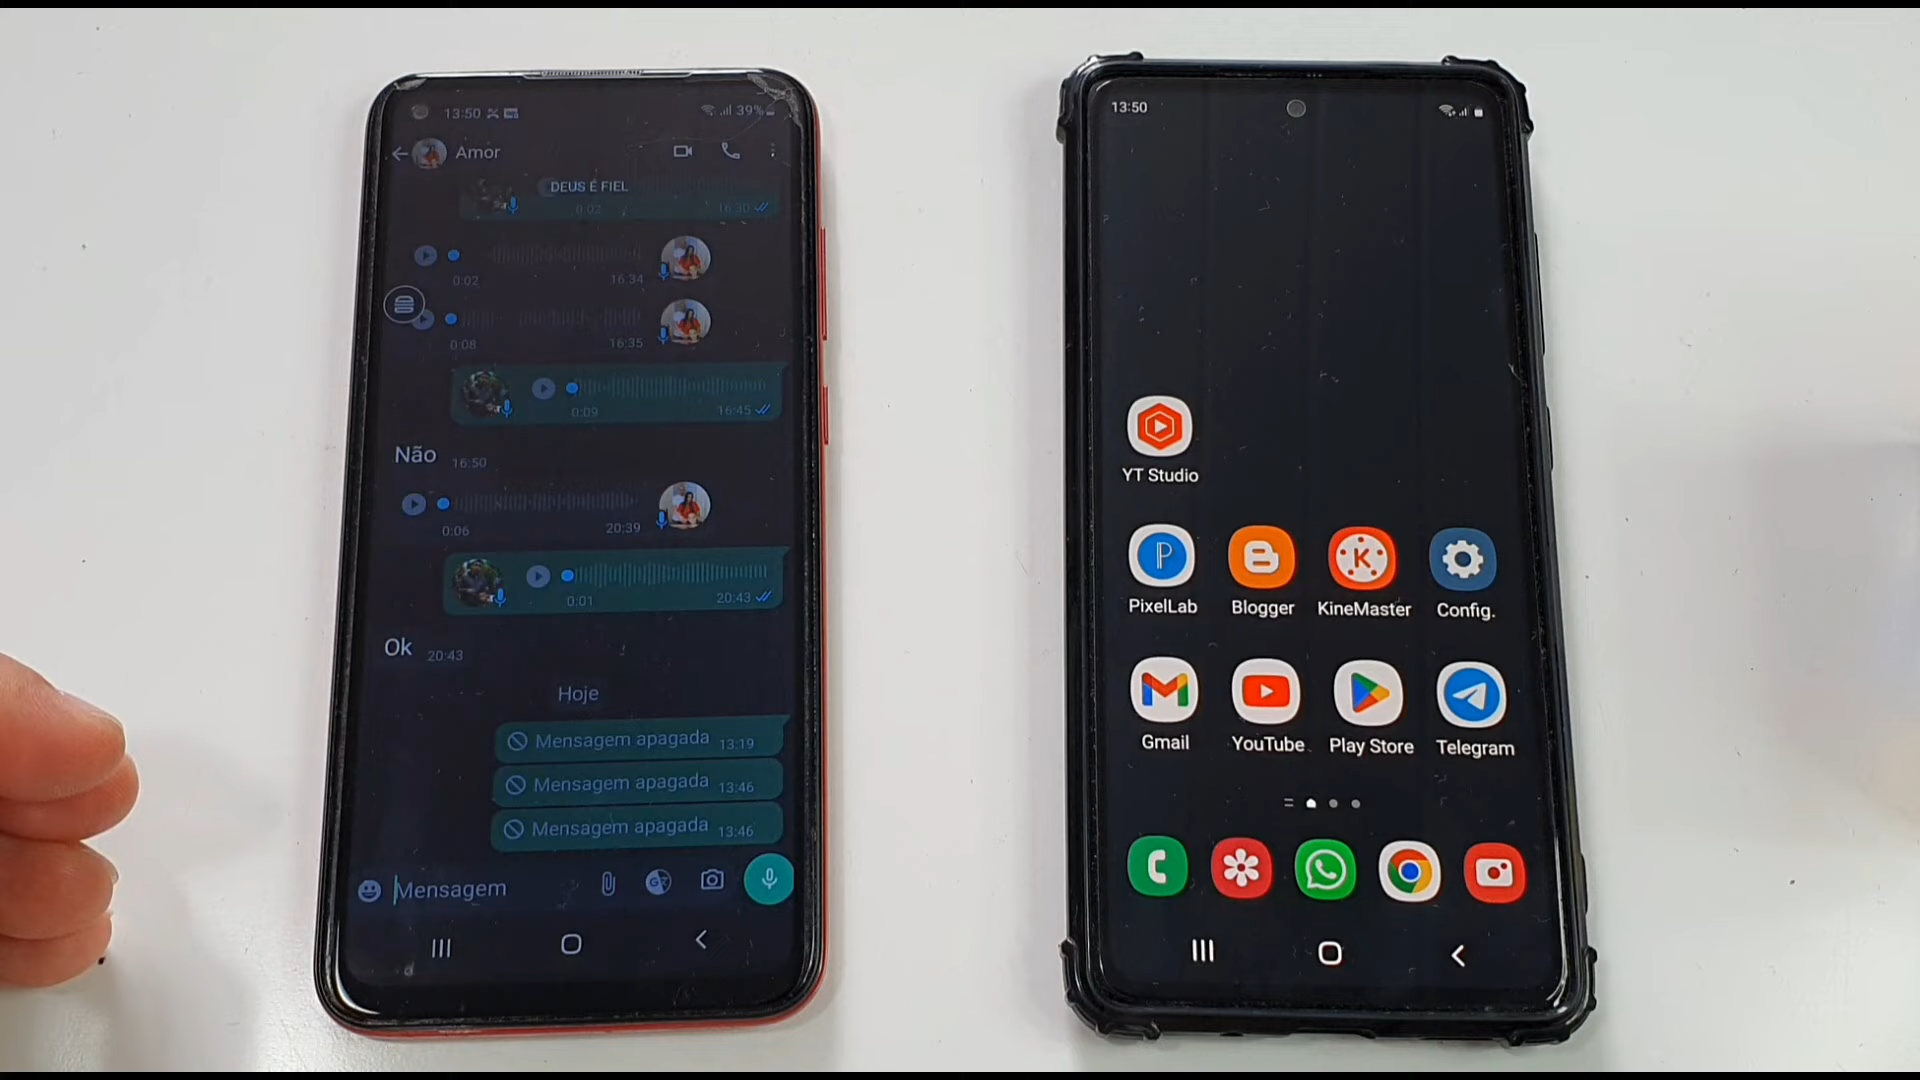 13:50
39%
Amor
DEUS É FIEL
0:02
16:30
0:02
16:34
0:08
16:35
0:09
16:45
Não 16:50
0:06
20:39
0:01
20:43
Ok 20:43
Hoje
Mensagem apagada 13:19
Mensagem apagada 13:46
Mensagem apagada 13:46
Mensagem
13:50
YT Studio
PixelLab
Blogger
KineMaster
Config.
Gmail
YouTube
Play Store
Telegram